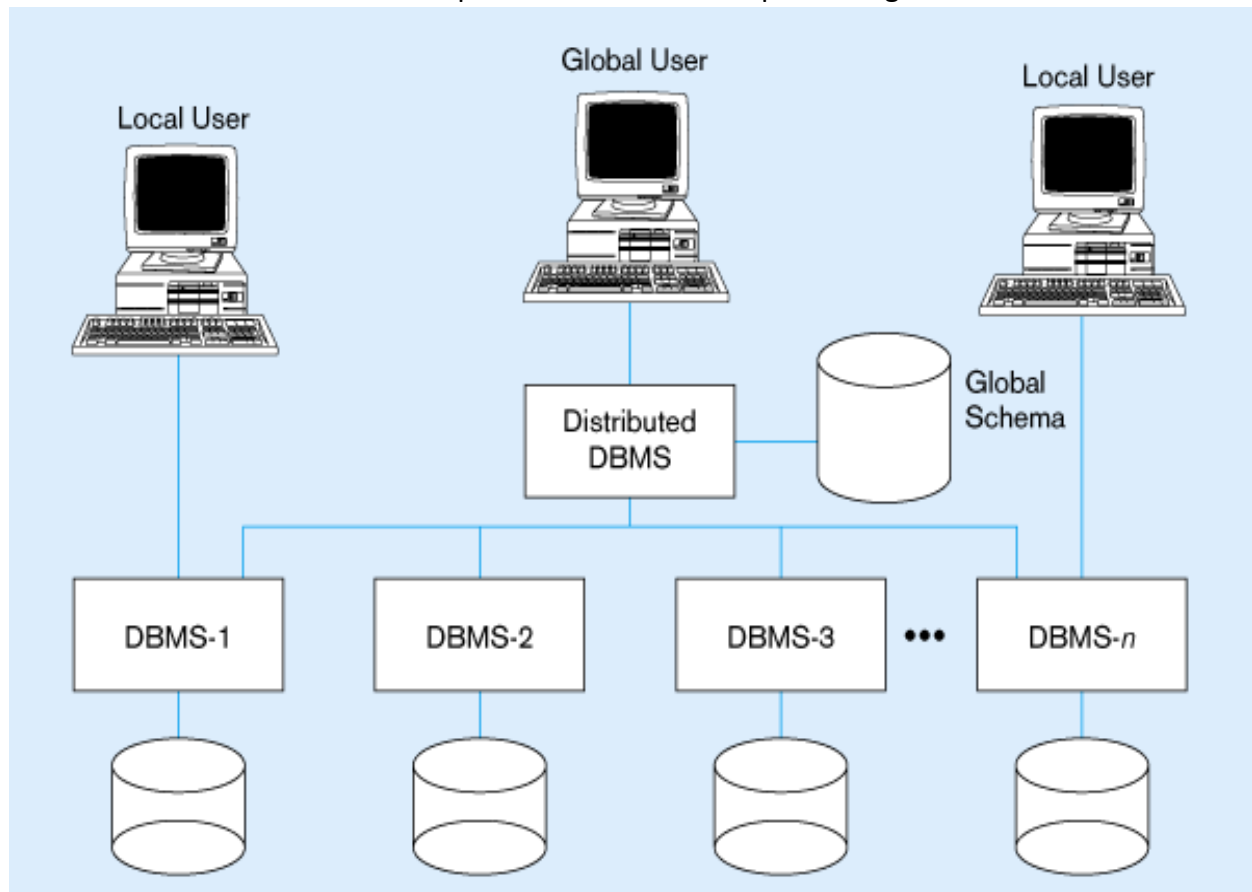 Global User
Local User
Local User
Global
Schema
Distributed
DBMS
DBMS-1
DBMS-2
DBMS-3
•••
DBMS-n